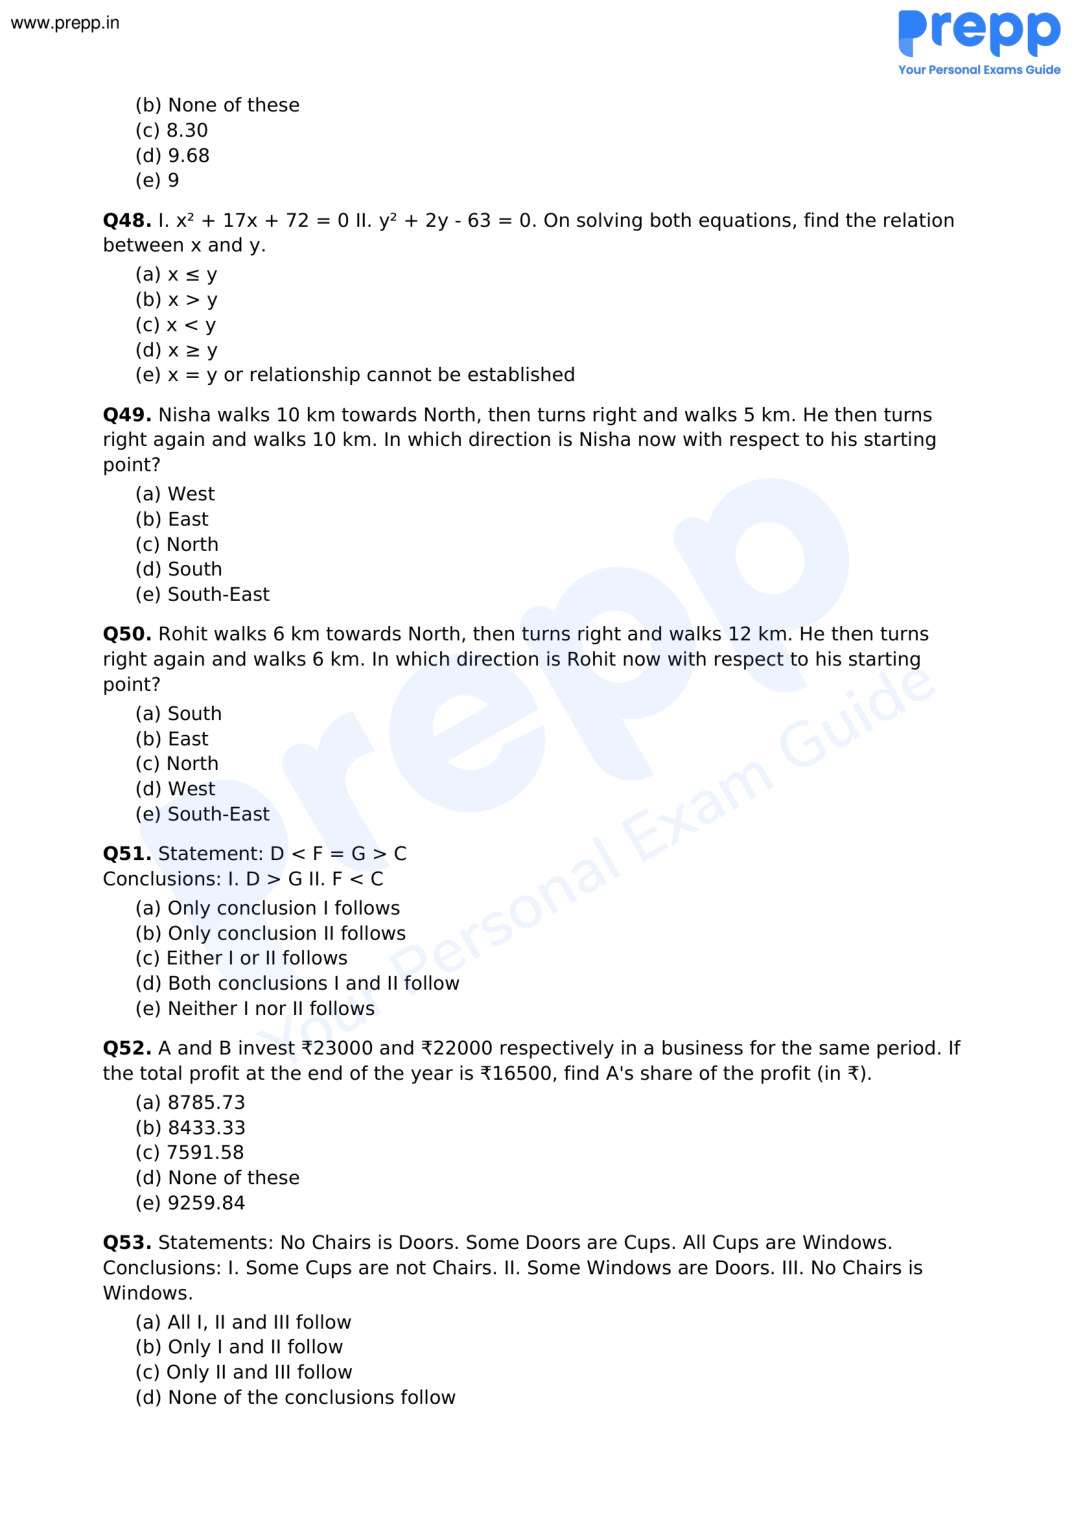 www.prepp.in
prepp
Your Personal Exams Guide
(b) None of these
(c) 8.30
(d) 9.68
(e) 9
Q48. I. x² + 17x + 72 = 0 II. y² + 2y - 63 = 0. On solving both equations, find the relation
between x and y.
(a) x ≤ y
(b) x > y
(c) x < y
(d) x ≥ y
(e) x = y or relationship cannot be established
Q49. Nisha walks 10 km towards North, then turns right and walks 5 km. He then turns
right again and walks 10 km. In which direction is Nisha now with respect to his starting
point?
(a) West
(b) East
(c) North
(d) South
(e) South-East
Q50. Rohit walks 6 km towards North, then turns right and walks 12 km. He then turns
right again and walks 6 km. In which direction is Rohit now with respect to his starting
point?
(a) South
(b) East
(c) North
(d) West
(e) South-East
Q51. Statement: D < F = G > C
Conclusions: I. D > G II. F < C
(a) Only conclusion I follows
(b) Only conclusion II follows
(c) Either I or II follows
(d) Both conclusions I and II follow
(e) Neither I nor II follows
Q52. A and B invest ₹23000 and ₹22000 respectively in a business for the same period. If
the total profit at the end of the year is ₹16500, find A's share of the profit (in ₹).
(a) 8785.73
(b) 8433.33
(c) 7591.58
(d) None of these
(e) 9259.84
Q53. Statements: No Chairs is Doors. Some Doors are Cups. All Cups are Windows.
Conclusions: I. Some Cups are not Chairs. II. Some Windows are Doors. III. No Chairs is
Windows.
(a) All I, II and III follow
(b) Only I and II follow
(c) Only II and III follow
(d) None of the conclusions follow
prepp
Your Personal Exam Guide